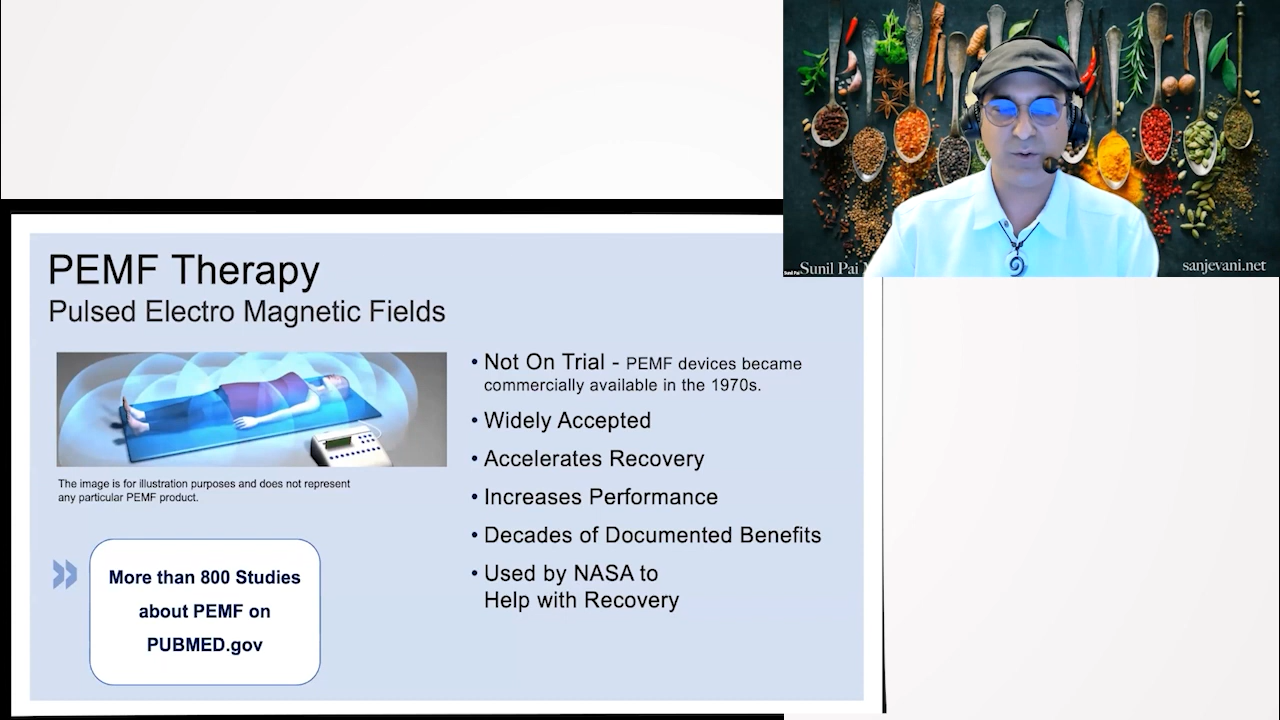 PEMF Therapy
Pulsed Electro Magnetic Fields
The image is for illustration purposes and does not represent
any particular PEMF product.
More than 800 Studies
about PEMF on
PUBMED.gov
• Not On Trial - PEMF devices became
commercially available in the 1970s.
• Widely Accepted
• Accelerates Recovery
• Increases Performance
• Decades of Documented Benefits
• Used by NASA to
Help with Recovery
Sunil Pai
Sunil Pai
sanjevani.net